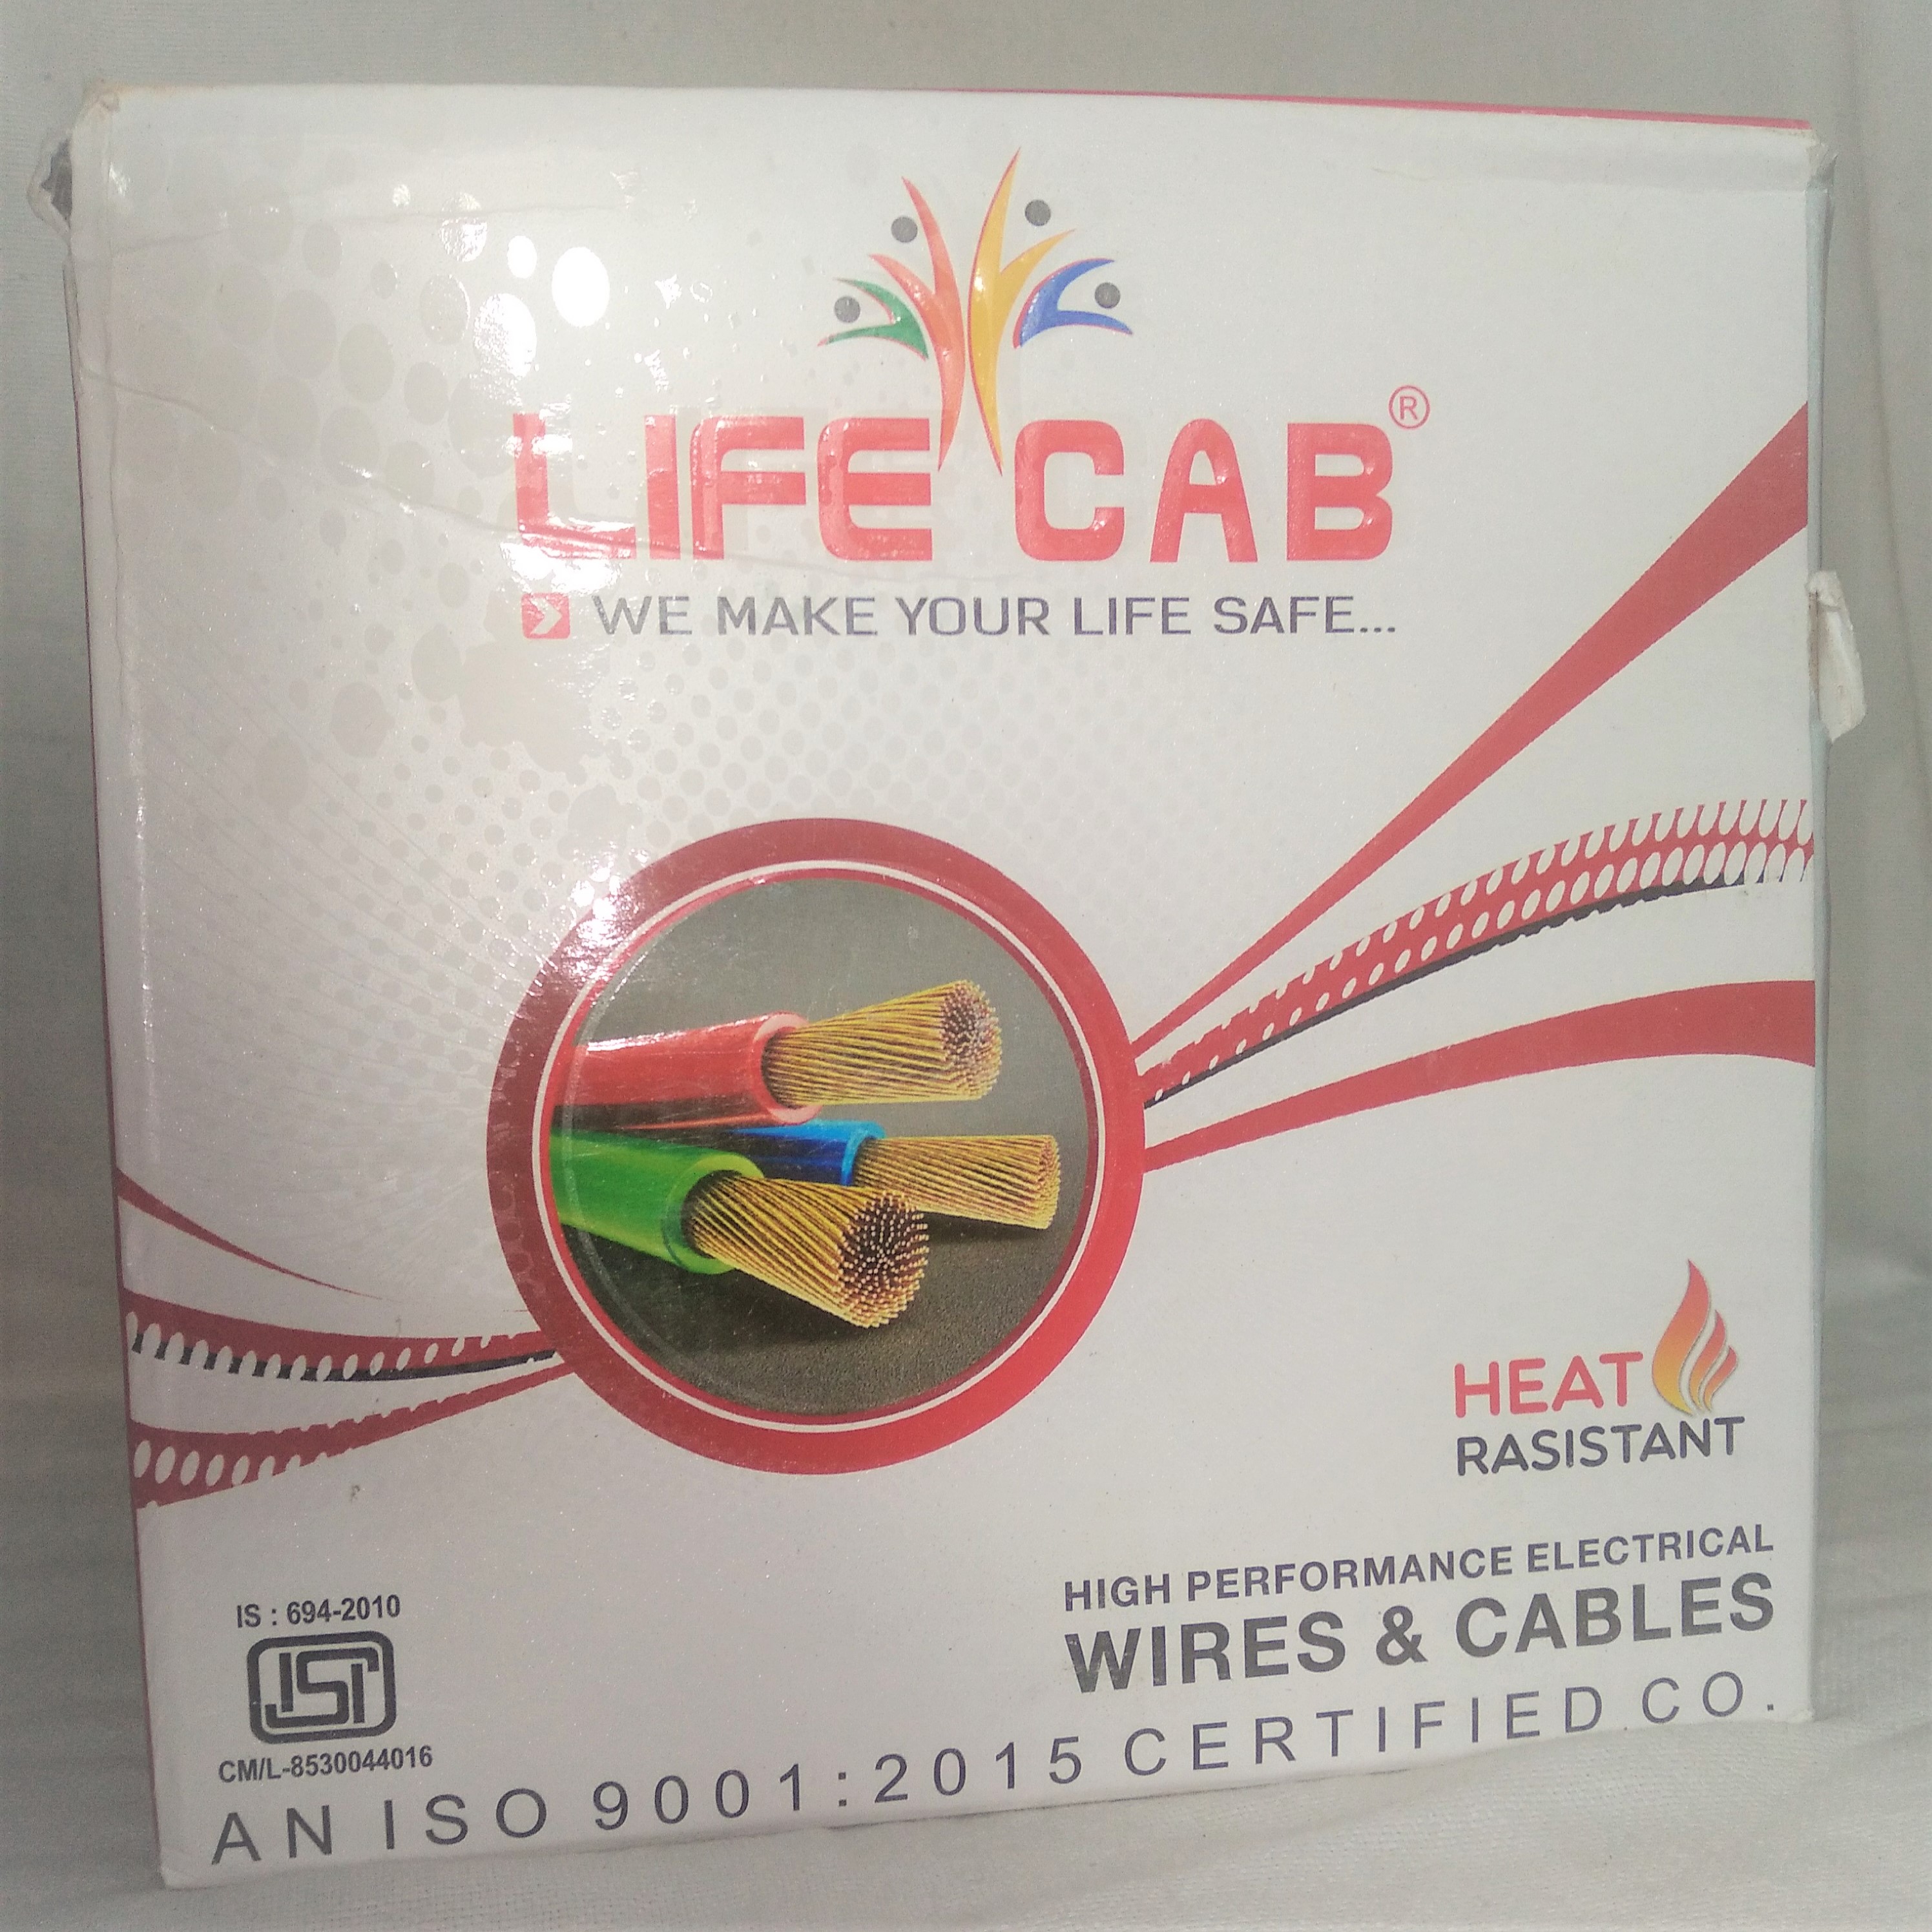 LIFE CAB®
WE MAKE YOUR LIFE SAFE...
HEAT
RASISTANT
HIGH PERFORMANCE ELECTRICAL
WIRES & CABLES
IS : 694-2010
ISI
CM/L-8530044016
AN ISO 9001:2015 CERTIFIED CO.